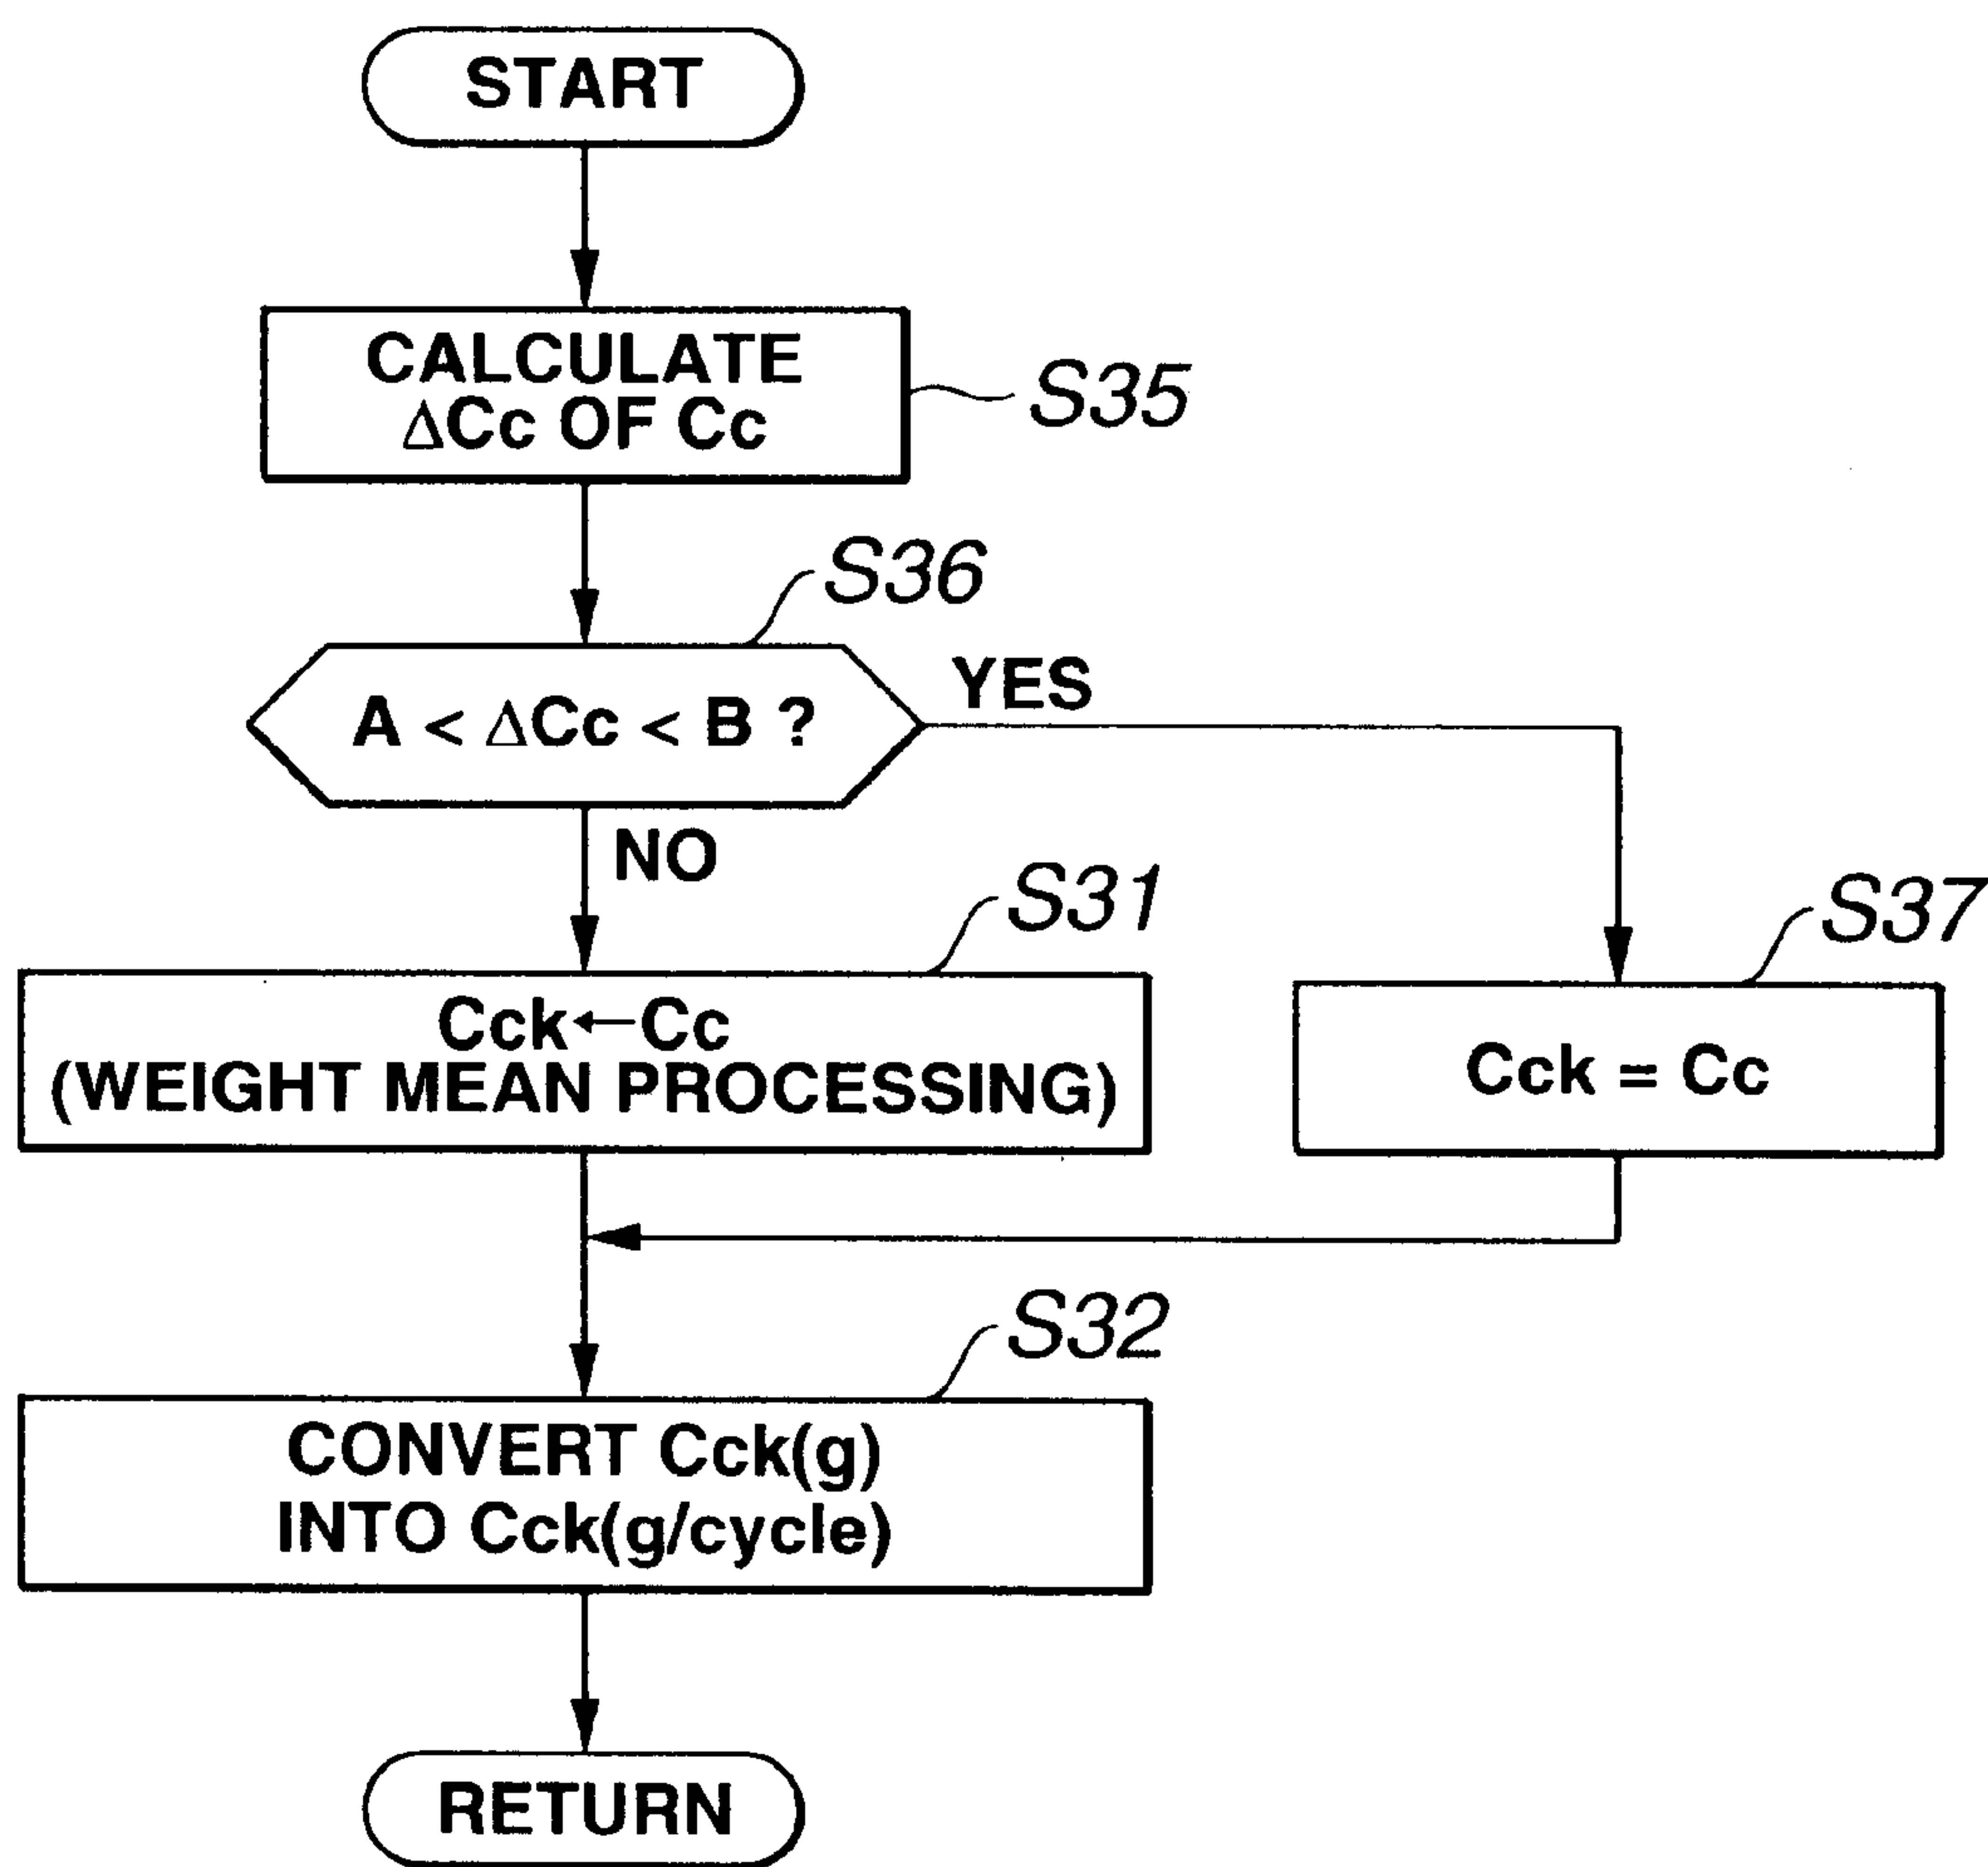 START
CALCULATE
ΔCc OF Cc
S35
S36
A < ΔCc < B ?
YES
NO
S31
Cck←Cc
(WEIGHT MEAN PROCESSING)
S37
Cck = Cc
S32
CONVERT Cck(g)
INTO Cck(g/cycle)
RETURN